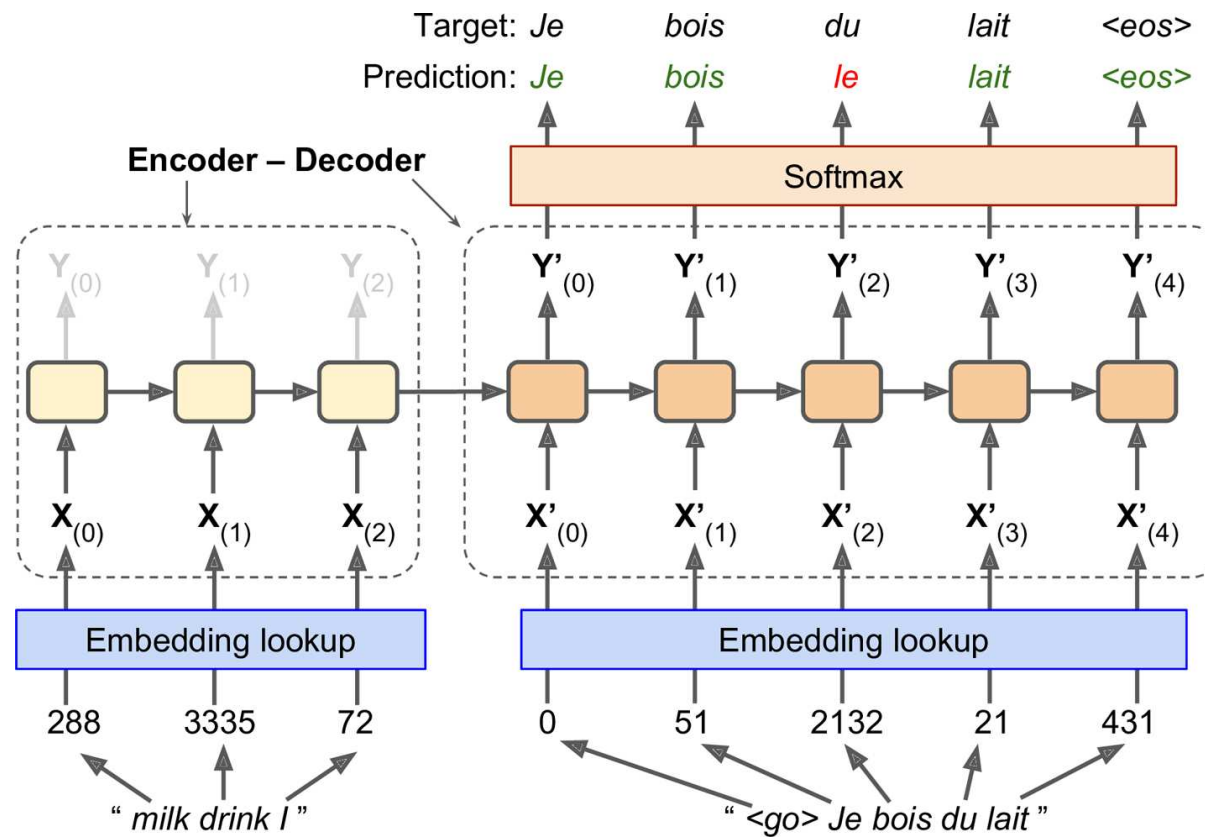 Target: Je bois du lait <eos>
Prediction: Je bois le lait <eos>
Encoder – Decoder
Softmax
Y(0) Y(1) Y(2) Y’(0) Y’(1) Y’(2) Y’(3) Y’(4)
X(0) X(1) X(2) X’(0) X’(1) X’(2) X’(3) X’(4)
Embedding lookup Embedding lookup
288 3335 72 0 51 2132 21 431
“ milk drink I ” “ <go> Je bois du lait ”